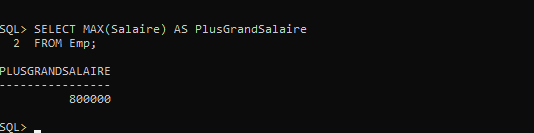 SQL> SELECT MAX(Salaire) AS PlusGrandSalaire
  2  FROM Emp;
PLUSGRANDSALAIRE
----------------
          800000
SQL>